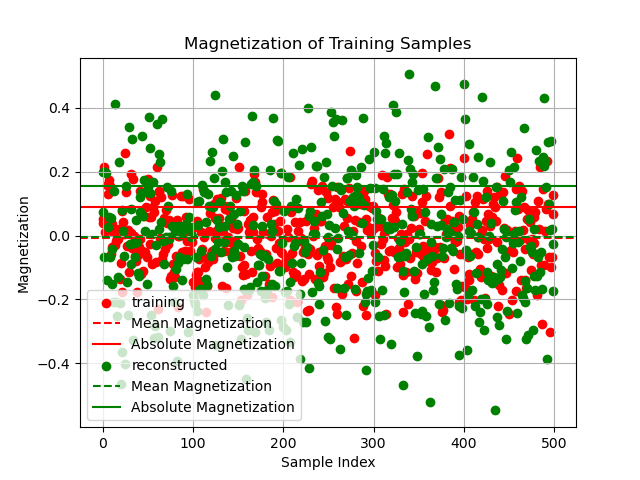 Magnetization of Training Samples
Magnetization
0.4
0.2
0.0
−0.2
−0.4
training
Mean Magnetization
Absolute Magnetization
reconstructed
Mean Magnetization
Absolute Magnetization
0 100 200 300 400 500
Sample Index